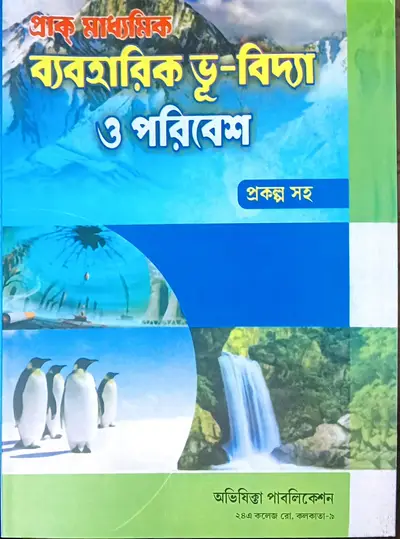 প্রাক্ মাধ্যমিক
ব্যবহারিক ভূ-বিদ্যা
ও পরিবেশ
প্রকল্প সহ
অভিষিক্তা পাবলিকেশন
২৪এ কলেজ রো, কলকাতা-৯